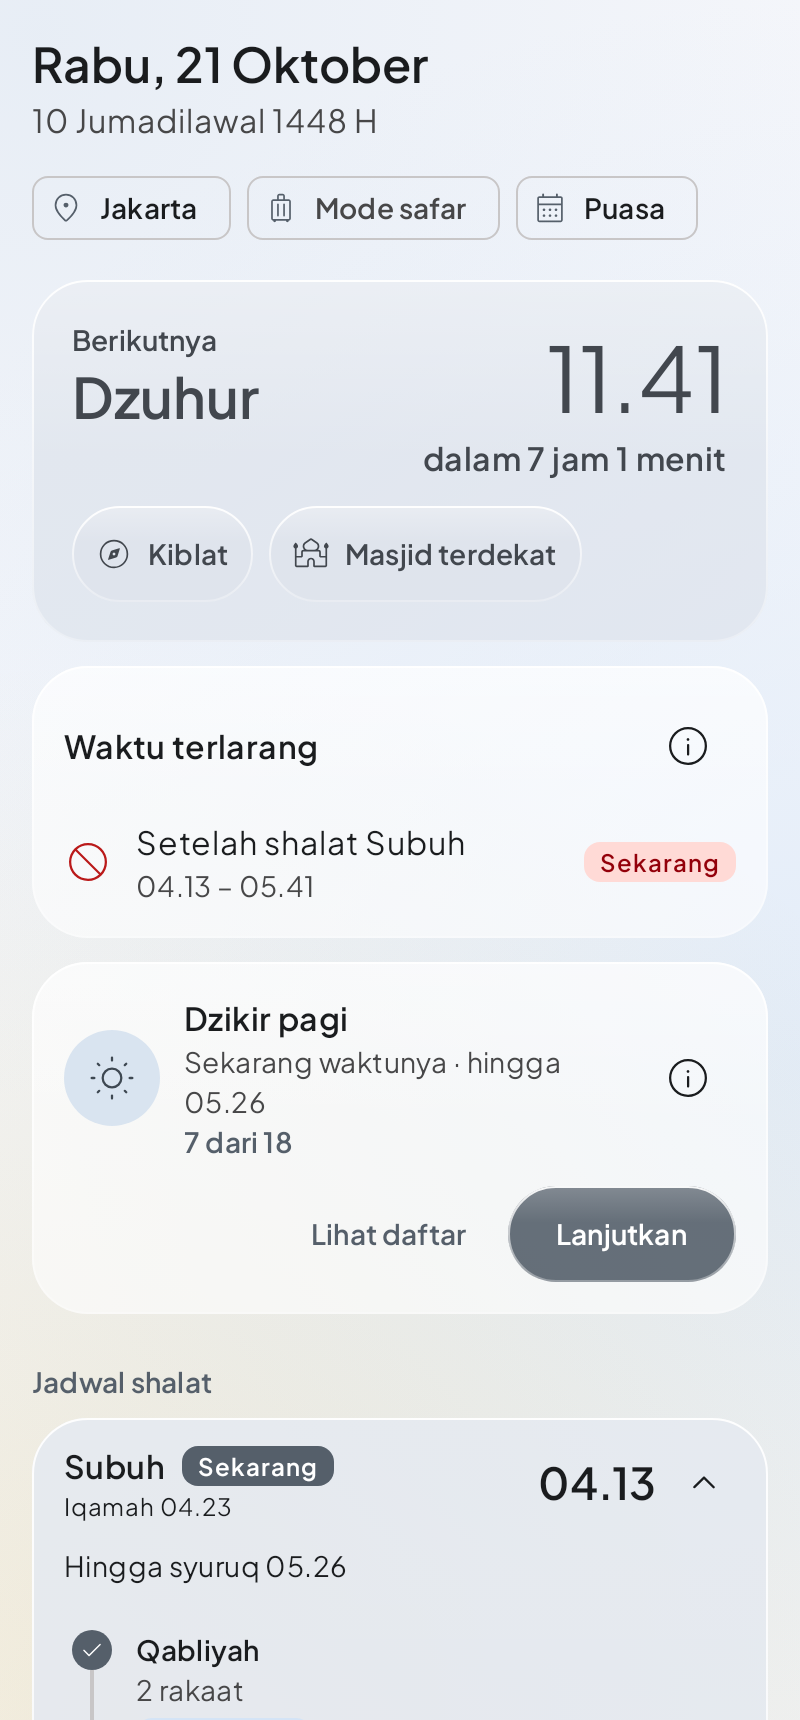 Rabu, 21 Oktober
10 Jumadilawal 1448 H
Jakarta
Mode safar
Puasa
Berikutnya
Dzuhur
11.41
dalam 7 jam 1 menit
Kiblat
Masjid terdekat
Waktu terlarang
Setelah shalat Subuh
04.13 – 05.41
Sekarang
Dzikir pagi
Sekarang waktunya · hingga
05.26
7 dari 18
Lihat daftar
Lanjutkan
Jadwal shalat
Subuh
Sekarang
04.13
Iqamah 04.23
Hingga syuruq 05.26
Qabliyah
2 rakaat